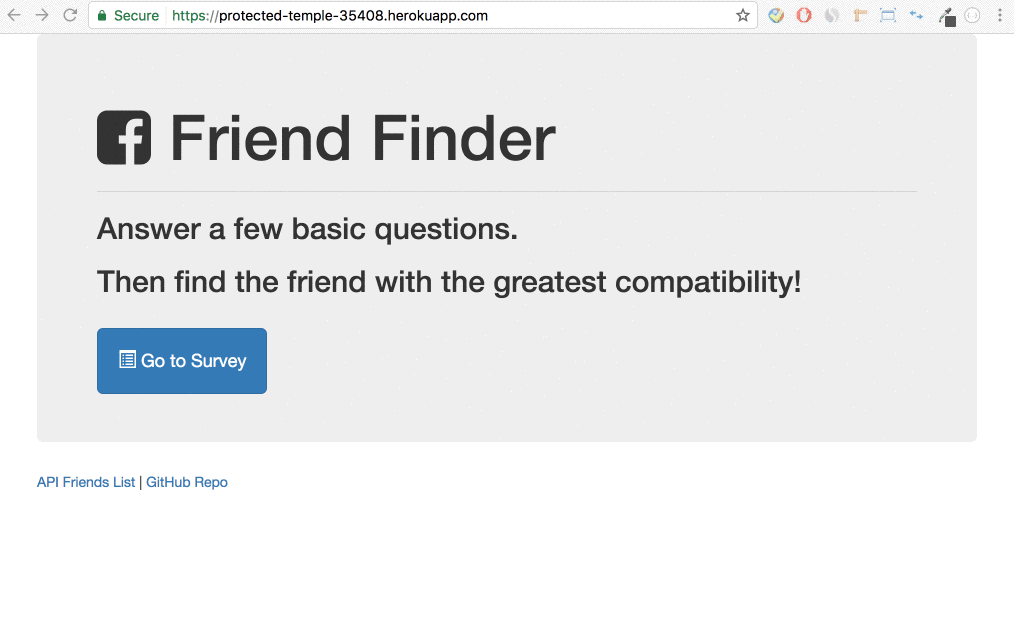 Secure https://protected-temple-35408.herokuapp.com
Friend Finder
Answer a few basic questions.
Then find the friend with the greatest compatibility!
Go to Survey
API Friends List | GitHub Repo